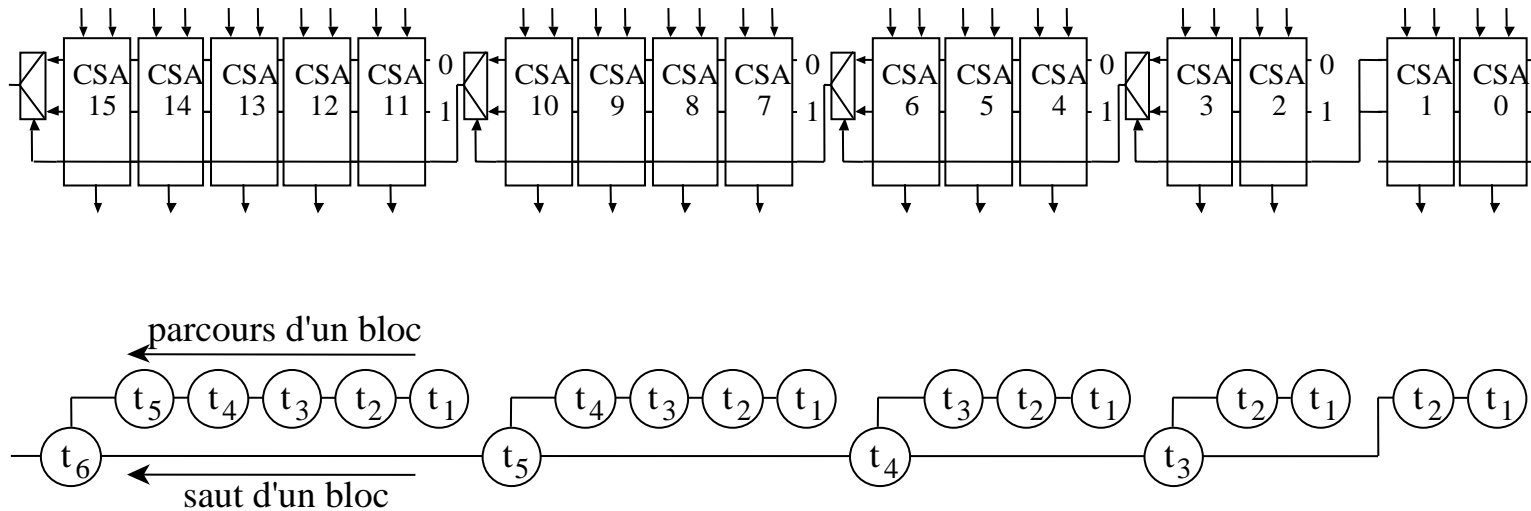 CSA CSA CSA CSA CSA 0 CSA CSA CSA CSA 0 CSA CSA CSA 0 CSA CSA 0 CSA CSA
15 14 13 12 11 1 10 9 8 7 1 6 5 4 1 3 2 1 1 0
parcours d'un bloc
t5 t4 t3 t2 t1 t4 t3 t2 t1 t3 t2 t1 t2 t1 t2 t1
t6 t5 t4 t3
saut d'un bloc